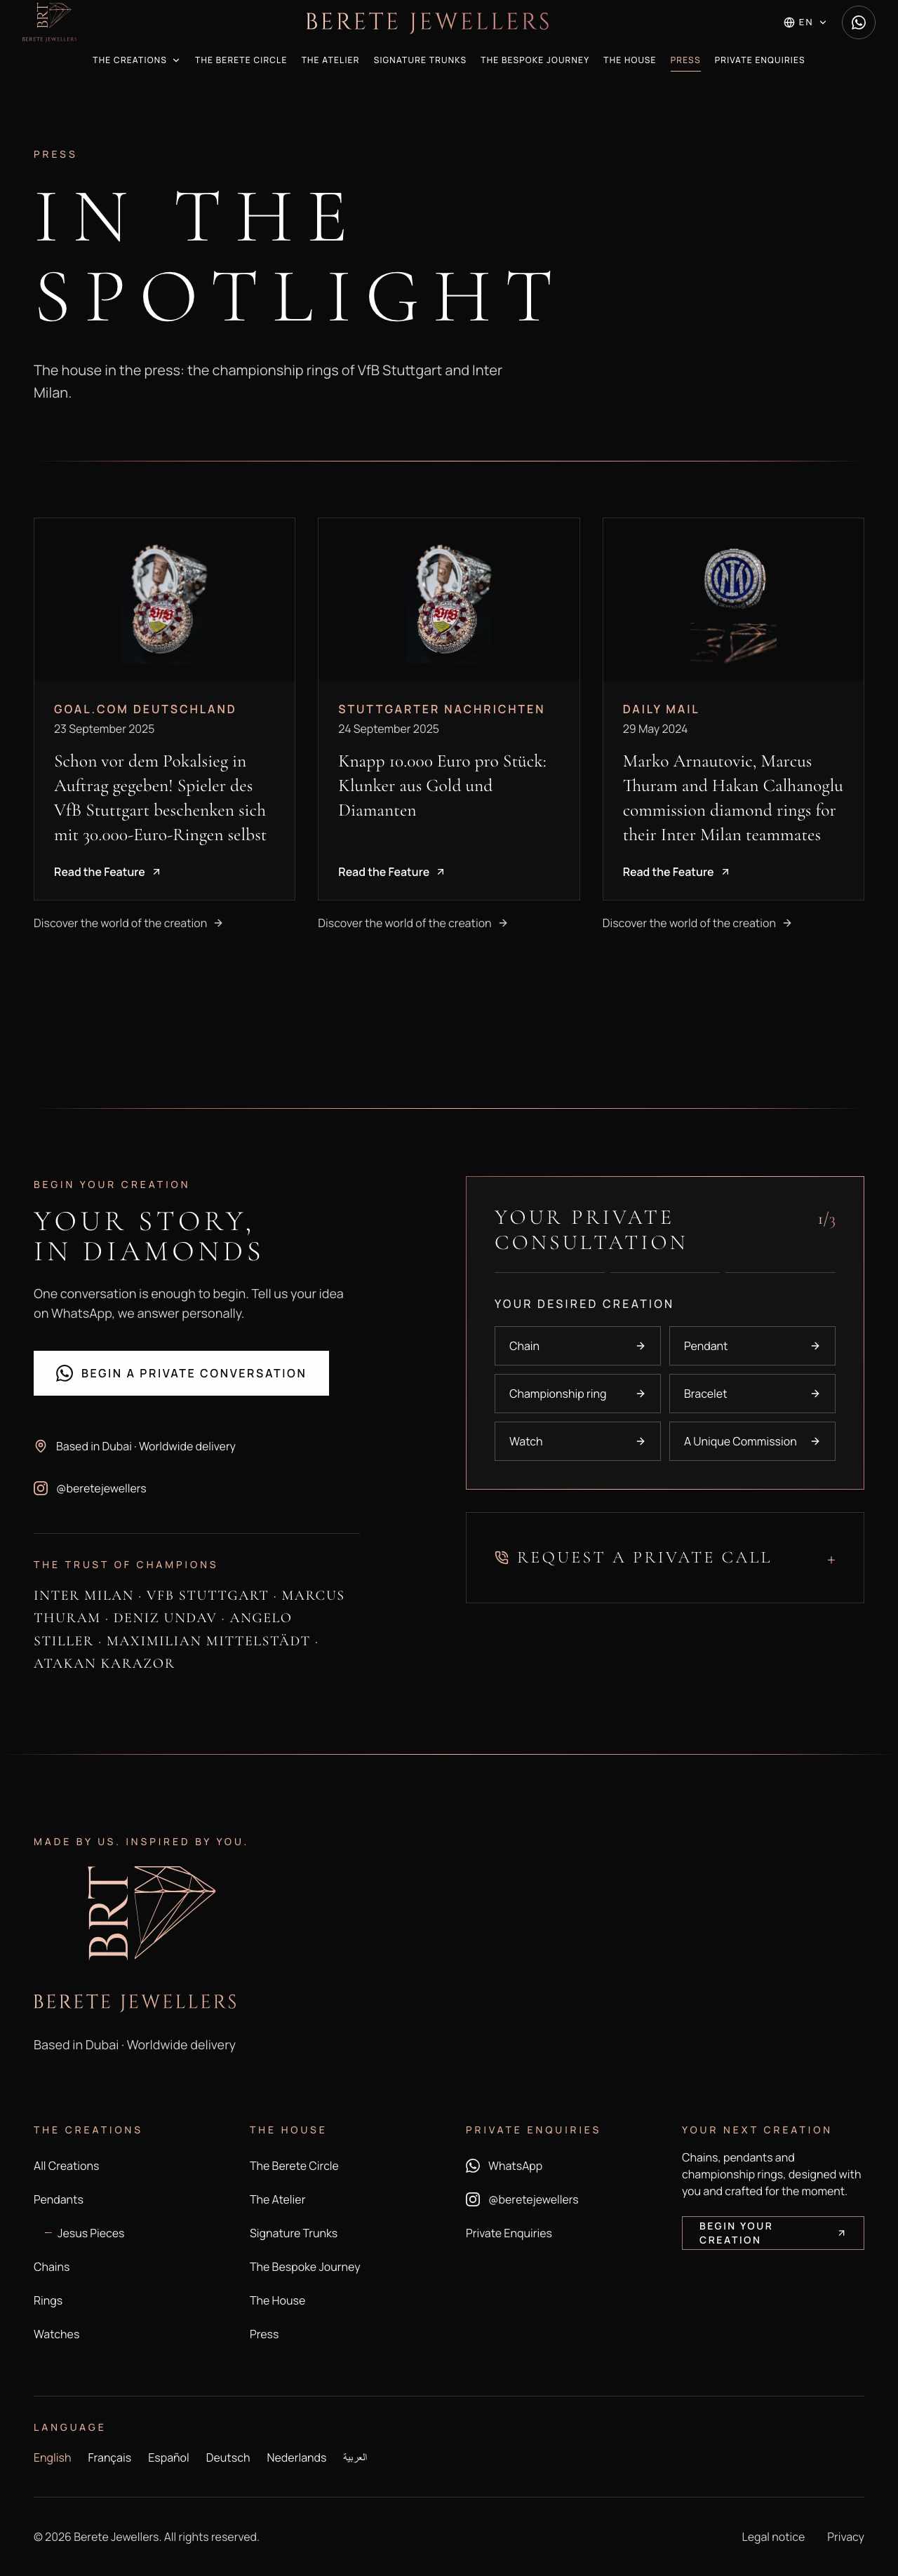 BRT
BERETE JEWELLERS
BERETE JEWELLERS
EN
THE CREATIONS
THE BERETE CIRCLE
THE ATELIER
SIGNATURE TRUNKS
THE BESPOKE JOURNEY
THE HOUSE
PRESS
PRIVATE ENQUIRIES
PRESS
IN THE
SPOTLIGHT
The house in the press: the championship rings of VfB Stuttgart and Inter
Milan.
VfB
GOAL.COM DEUTSCHLAND
23 September 2025
Schon vor dem Pokalsieg in
Auftrag gegeben! Spieler des
VfB Stuttgart beschenken sich
mit 30.000-Euro-Ringen selbst
Read the Feature
Discover the world of the creation →
VfB
STUTTGARTER NACHRICHTEN
24 September 2025
Knapp 10.000 Euro pro Stück:
Klunker aus Gold und
Diamanten
Read the Feature
Discover the world of the creation →
DAILY MAIL
29 May 2024
Marko Arnautovic, Marcus
Thuram and Hakan Calhanoglu
commission diamond rings for
their Inter Milan teammates
Read the Feature
Discover the world of the creation →
BEGIN YOUR CREATION
YOUR STORY,
IN DIAMONDS
One conversation is enough to begin. Tell us your idea
on WhatsApp, we answer personally.
BEGIN A PRIVATE CONVERSATION
Based in Dubai · Worldwide delivery
@beretejewellers
THE TRUST OF CHAMPIONS
INTER MILAN · VFB STUTTGART · MARCUS
THURAM · DENIZ UNDAV · ANGELO
STILLER · MAXIMILIAN MITTELSTÄDT ·
ATAKAN KARAZOR
YOUR PRIVATE
CONSULTATION
1/3
YOUR DESIRED CREATION
Chain →
Pendant →
Championship ring →
Bracelet →
Watch →
A Unique Commission →
REQUEST A PRIVATE CALL +
MADE BY US. INSPIRED BY YOU.
BRT
BERETE JEWELLERS
Based in Dubai · Worldwide delivery
THE CREATIONS
All Creations
Pendants
— Jesus Pieces
Chains
Rings
Watches
THE HOUSE
The Berete Circle
The Atelier
Signature Trunks
The Bespoke Journey
The House
Press
PRIVATE ENQUIRIES
WhatsApp
@beretejewellers
Private Enquiries
YOUR NEXT CREATION
Chains, pendants and
championship rings, designed with
you and crafted for the moment.
BEGIN YOUR
CREATION
LANGUAGE
English Français Español Deutsch Nederlands العربية
© 2026 Berete Jewellers. All rights reserved.
Legal notice Privacy